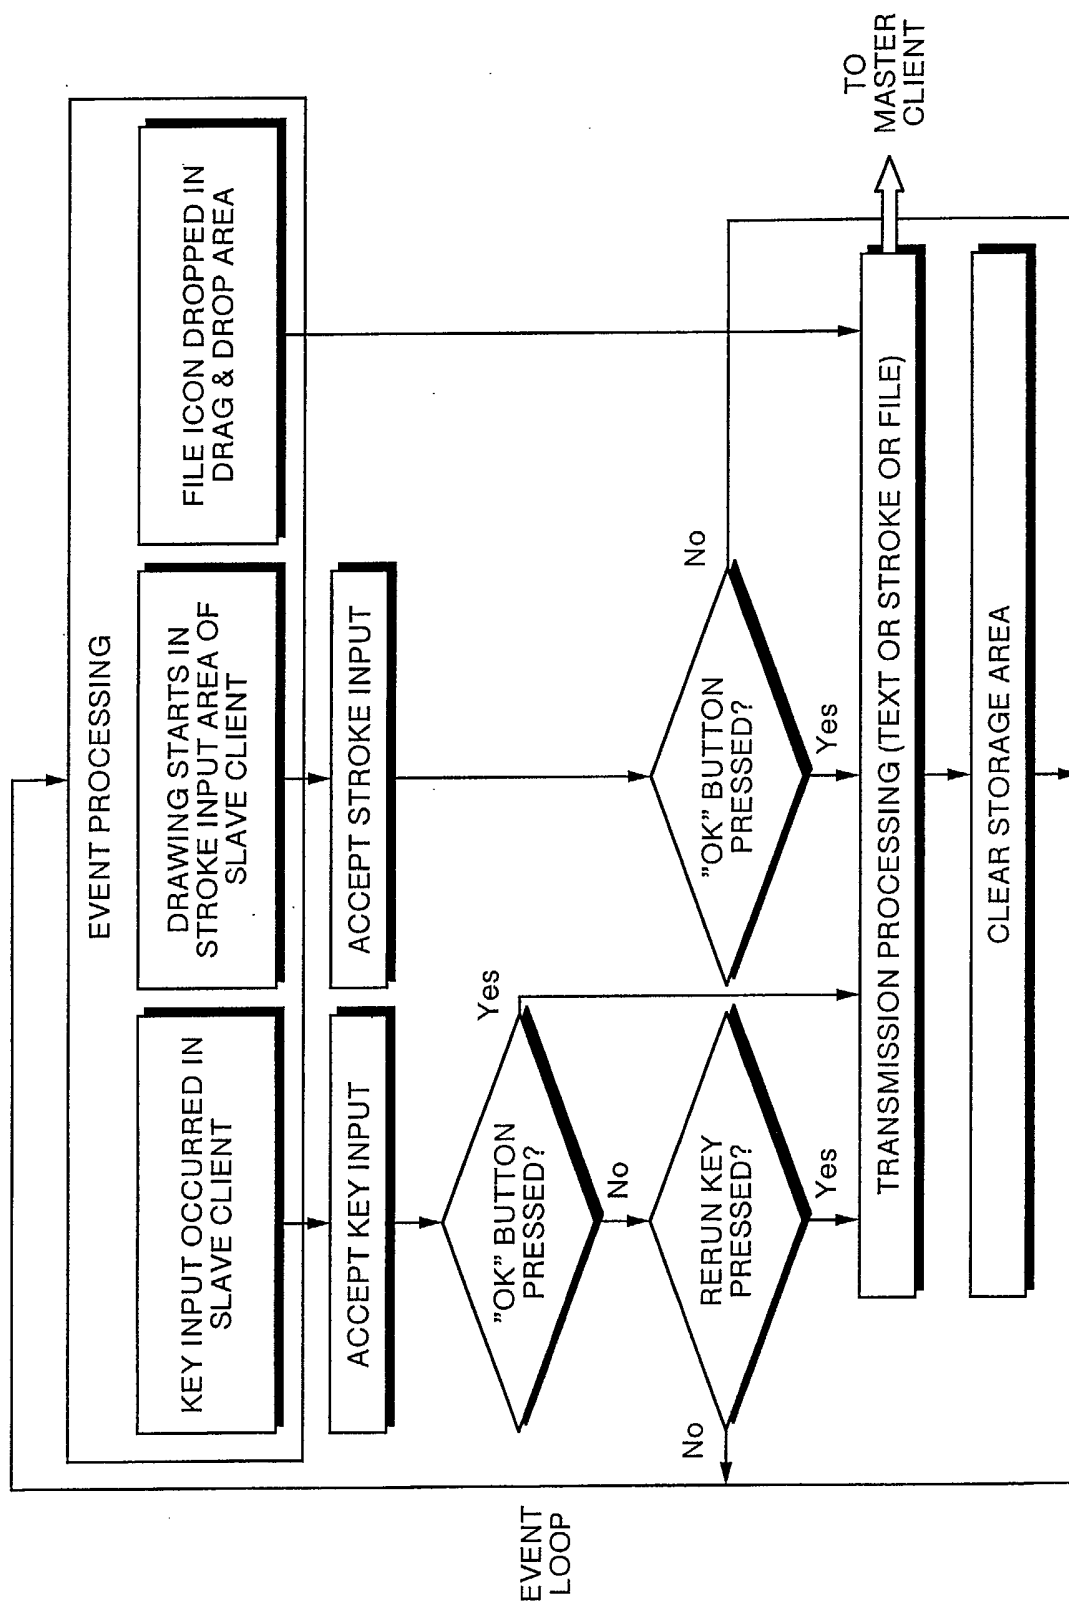 EVENT PROCESSING
KEY INPUT OCCURRED IN
SLAVE CLIENT
DRAWING STARTS IN
STROKE INPUT AREA OF
SLAVE CLIENT
FILE ICON DROPPED IN
DRAG & DROP AREA
ACCEPT KEY INPUT
ACCEPT STROKE INPUT
EVENT
LOOP
"OK" BUTTON
PRESSED?
Yes
No
RERUN KEY
PRESSED?
No
Yes
"OK" BUTTON
PRESSED?
No
Yes
TRANSMISSION PROCESSING (TEXT OR STROKE OR FILE)
TO
MASTER
CLIENT
CLEAR STORAGE AREA